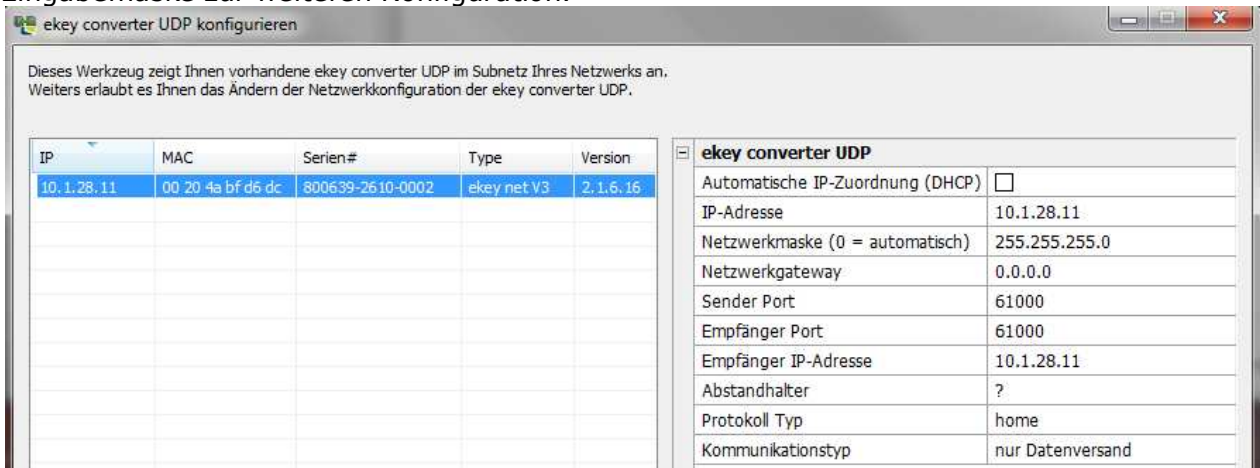 Eingabemaske zur weiteren Konfiguration.
ekey converter UDP konfigurieren
Dieses Werkzeug zeigt Ihnen vorhandene ekey converter UDP im Subnetz Ihres Netzwerks an.
Weiters erlaubt es Ihnen das Ändern der Netzwerkkonfiguration der ekey converter UDP.
IP MAC Serien# Type Version
10.1.28.11 00 20 4a bf d6 dc 800639-2610-0002 ekey net V3 2.1.6.16
ekey converter UDP
Automatische IP-Zuordnung (DHCP)
IP-Adresse 10.1.28.11
Netzwerkmaske (0 = automatisch) 255.255.255.0
Netzwerkgateway 0.0.0.0
Sender Port 61000
Empfänger Port 61000
Empfänger IP-Adresse 10.1.28.11
Abstandhalter ?
Protokoll Typ home
Kommunikationstyp nur Datenversand